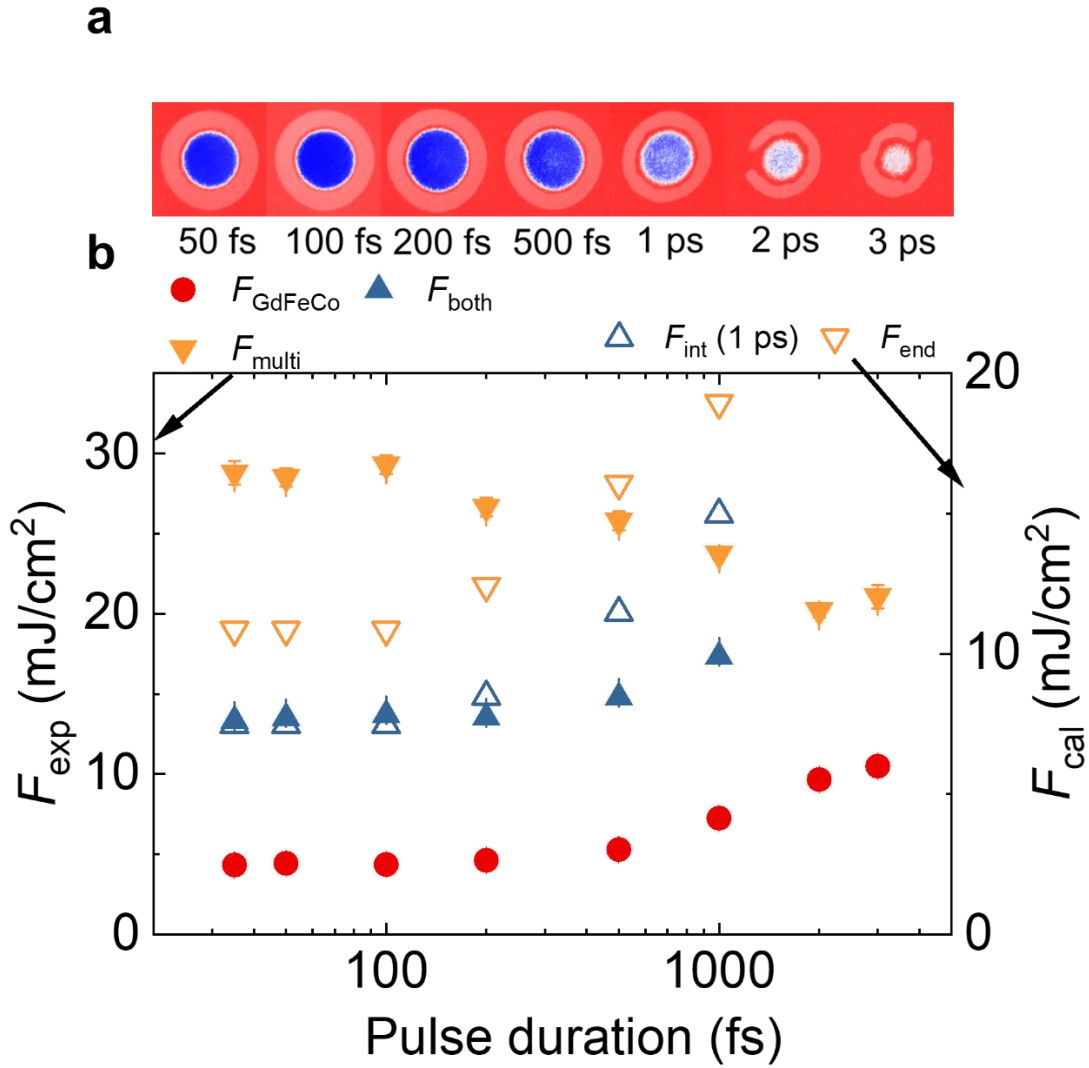 a
50 fs 100 fs 200 fs 500 fs 1 ps 2 ps 3 ps
b
F_GdFeCo F_both
F_multi F_int (1 ps) F_end
30
20
10
0
F_exp (mJ/cm²)
20
10
0
F_cal (mJ/cm²)
100 1000
Pulse duration (fs)